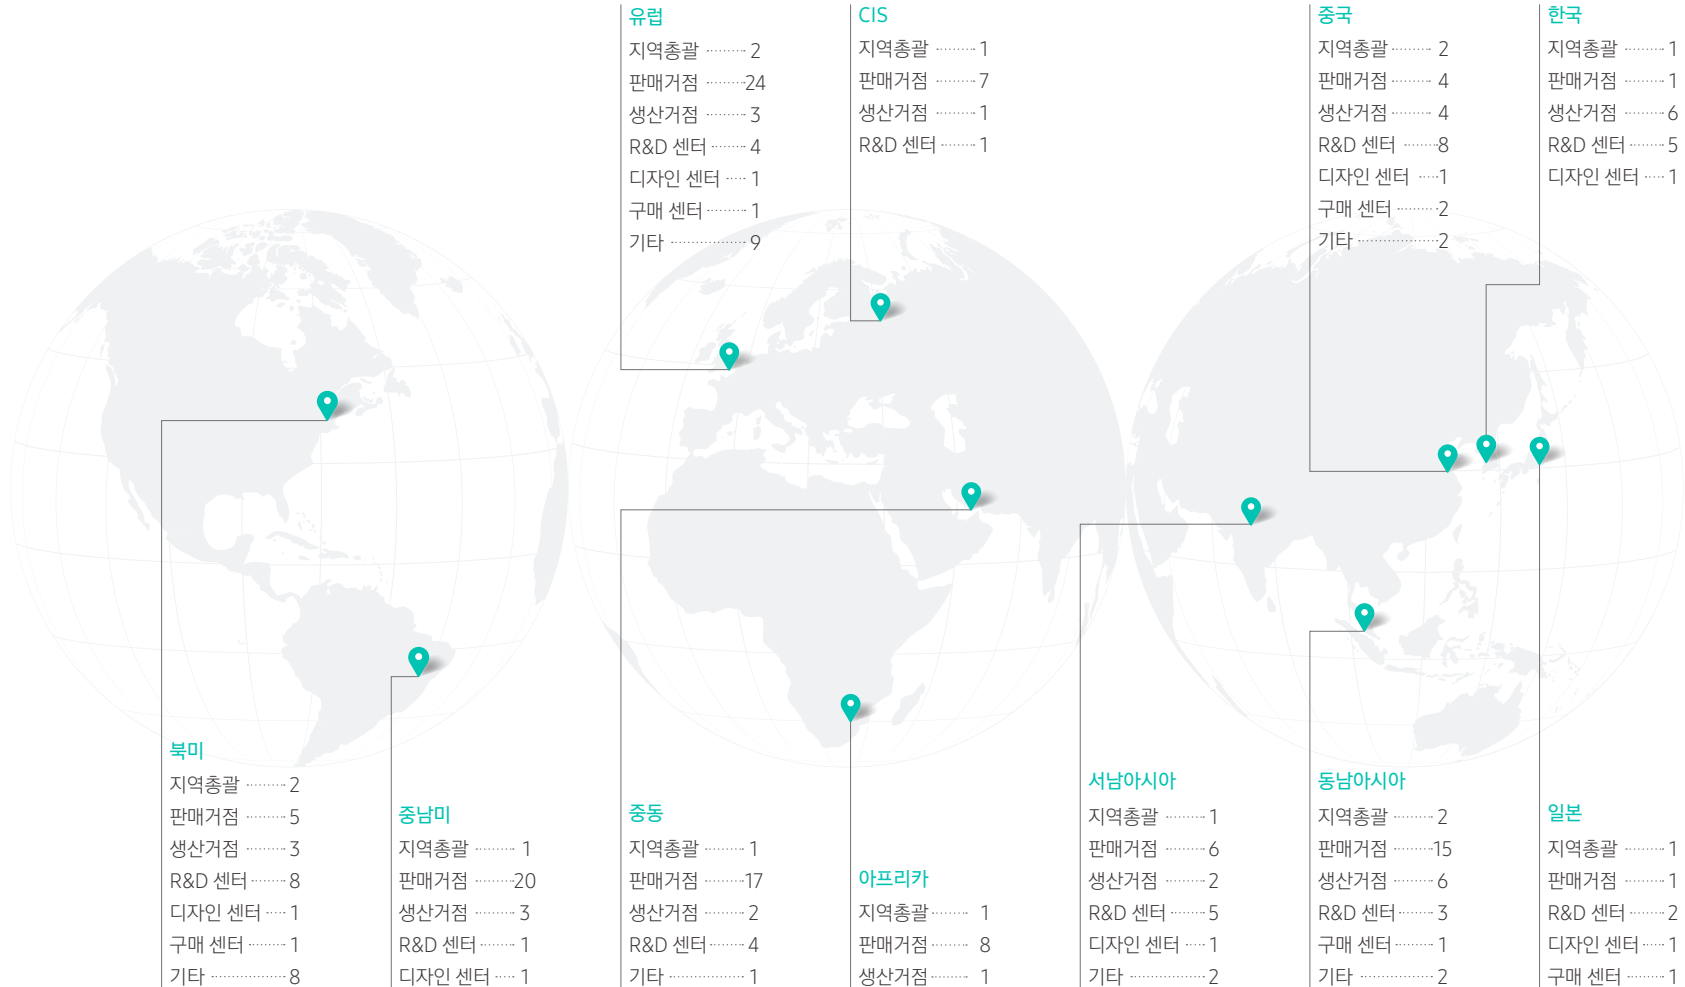 유럽
지역총괄 2
판매거점 24
생산거점 3
R&D 센터 4
디자인 센터 1
구매 센터 1
기타 9
CIS
지역총괄 1
판매거점 7
생산거점 1
R&D 센터 1
중국
지역총괄 2
판매거점 4
생산거점 4
R&D 센터 8
디자인 센터 1
구매 센터 2
기타 2
한국
지역총괄 1
판매거점 1
생산거점 6
R&D 센터 5
디자인 센터 1
북미
지역총괄 2
판매거점 5
생산거점 3
R&D 센터 8
디자인 센터 1
구매 센터 1
기타 8
중남미
지역총괄 1
판매거점 20
생산거점 3
R&D 센터 1
디자인 센터 1
중동
지역총괄 1
판매거점 17
생산거점 2
R&D 센터 4
기타 1
아프리카
지역총괄 1
판매거점 8
생산거점 1
서남아시아
지역총괄 1
판매거점 6
생산거점 2
R&D 센터 5
디자인 센터 1
기타 2
동남아시아
지역총괄 2
판매거점 15
생산거점 6
R&D 센터 3
구매 센터 1
기타 2
일본
지역총괄 1
판매거점 1
R&D 센터 2
디자인 센터 1
구매 센터 1